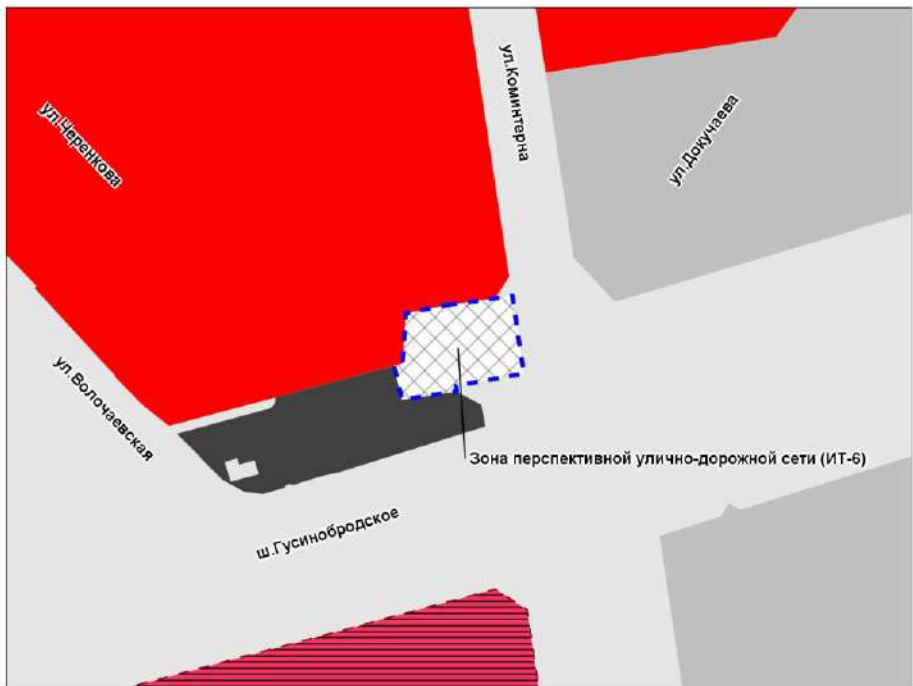 ул.Коминтерна
ул.Черенкова
ул.Докучаева
ул.Волочаевская
Зона перспективной улично-дорожной сети (ИТ-6)
ш.Гусинобродское